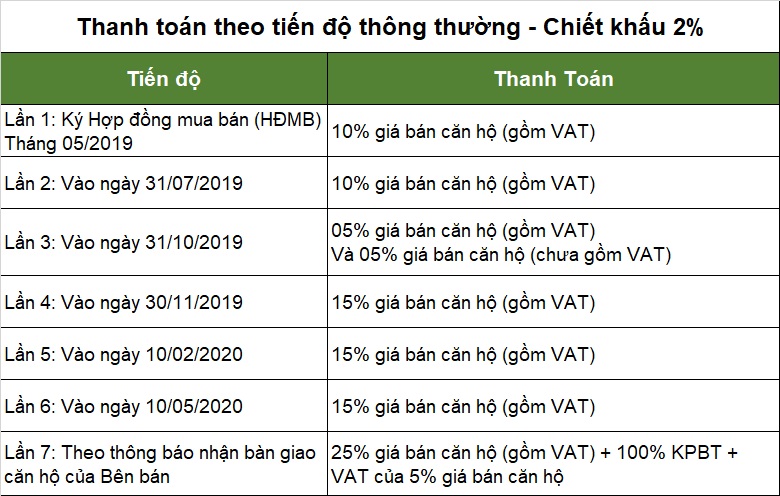 Thanh toán theo tiến độ thông thường - Chiết khấu 2%
Tiến độ
Thanh Toán
Lần 1: Ký Hợp đồng mua bán (HĐMB)
Tháng 05/2019
10% giá bán căn hộ (gồm VAT)
Lần 2: Vào ngày 31/07/2019
10% giá bán căn hộ (gồm VAT)
Lần 3: Vào ngày 31/10/2019
05% giá bán căn hộ (gồm VAT)
Và 05% giá bán căn hộ (chưa gồm VAT)
Lần 4: Vào ngày 30/11/2019
15% giá bán căn hộ (gồm VAT)
Lần 5: Vào ngày 10/02/2020
15% giá bán căn hộ (gồm VAT)
Lần 6: Vào ngày 10/05/2020
15% giá bán căn hộ (gồm VAT)
Lần 7: Theo thông báo nhận bàn giao
căn hộ của Bên bán
25% giá bán căn hộ (gồm VAT) + 100% KPBT +
VAT của 5% giá bán căn hộ